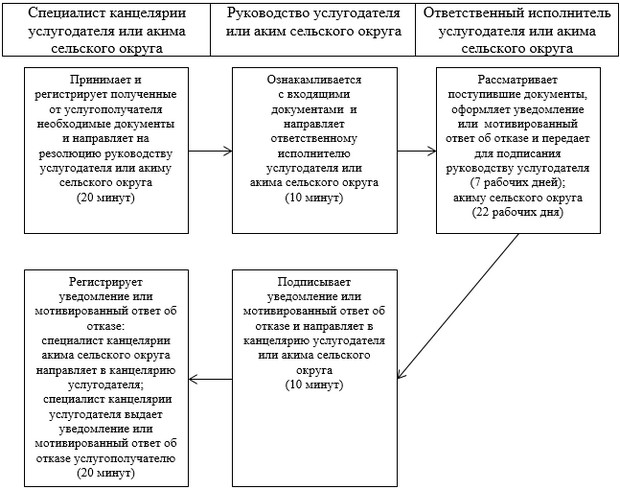 Специалист канцелярии
услугодателя или акима
сельского округа
Руководство услугодателя
или аким сельского округа
Ответственный исполнитель
услугодателя или акима
сельского округа
Принимает и
регистрирует полученные
от услугополучателя
необходимые документы
и направляет на
резолюцию руководству
услугодателя или акиму
сельского округа
(20 минут)
Ознакамливается
с входящими
документами и
направляет
ответственному
исполнителю
услугодателя или
акима сельского округа
(10 минут)
Рассматривает
поступившие документы,
оформляет уведомление
или мотивированный
ответ об отказе и передает
для подписания
руководству услугодателя
(7 рабочих дней);
акиму сельского округа
(22 рабочих дня)
Регистрирует
уведомление или
мотивированный ответ об
отказе:
специалист канцелярии
акима сельского округа
направляет в канцелярию
услугодателя;
специалист канцелярии
услугодателя выдает
уведомление или
мотивированный ответ об
отказе услугополучателю
(20 минут)
Подписывает
уведомление или
мотивированный ответ об
отказе и направляет в
канцелярию услугодателя
или акима сельского
округа
(10 минут)